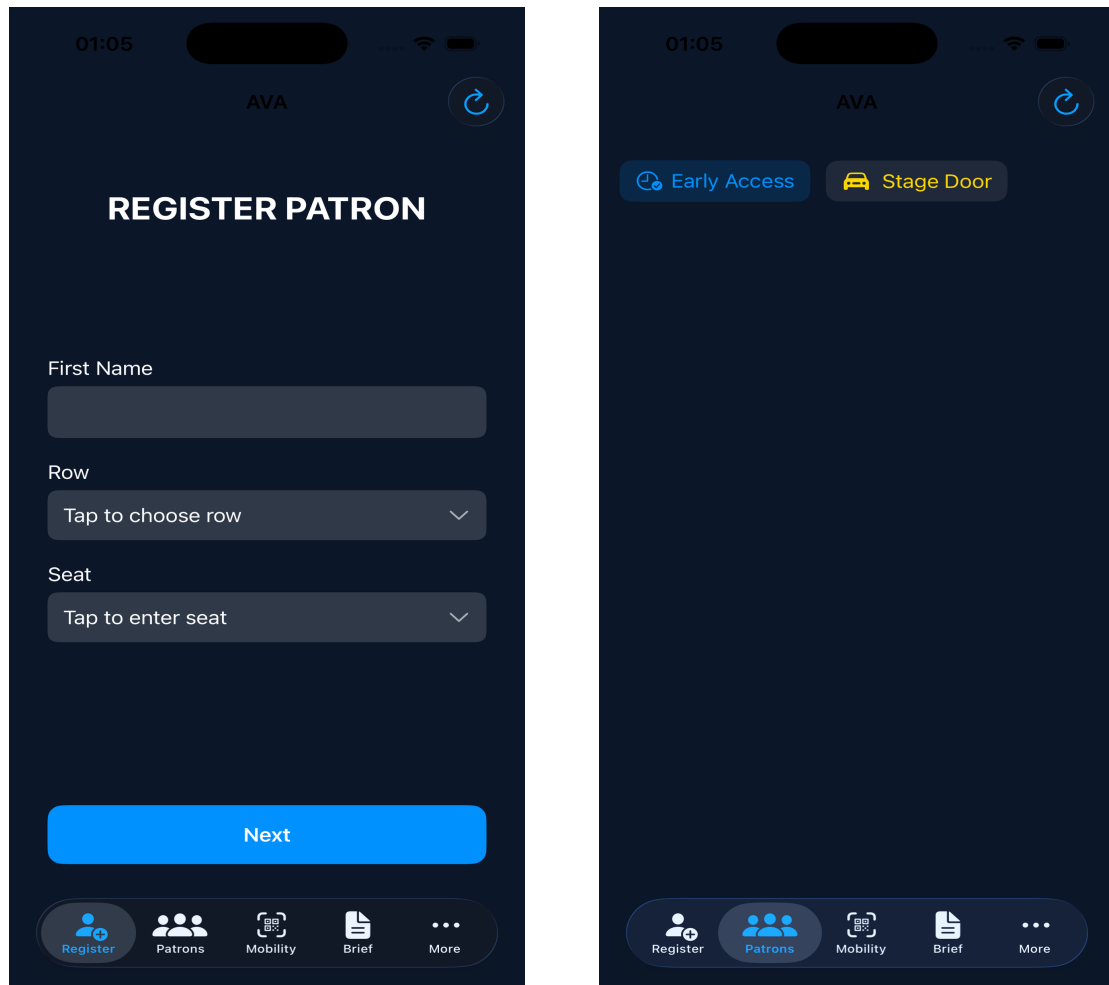 01:05
AVA
REGISTER PATRON
First Name
Row
Tap to choose row
Seat
Tap to enter seat
Next
Register Patrons Mobility Brief More
01:05
AVA
Early Access Stage Door
Register Patrons Mobility Brief More